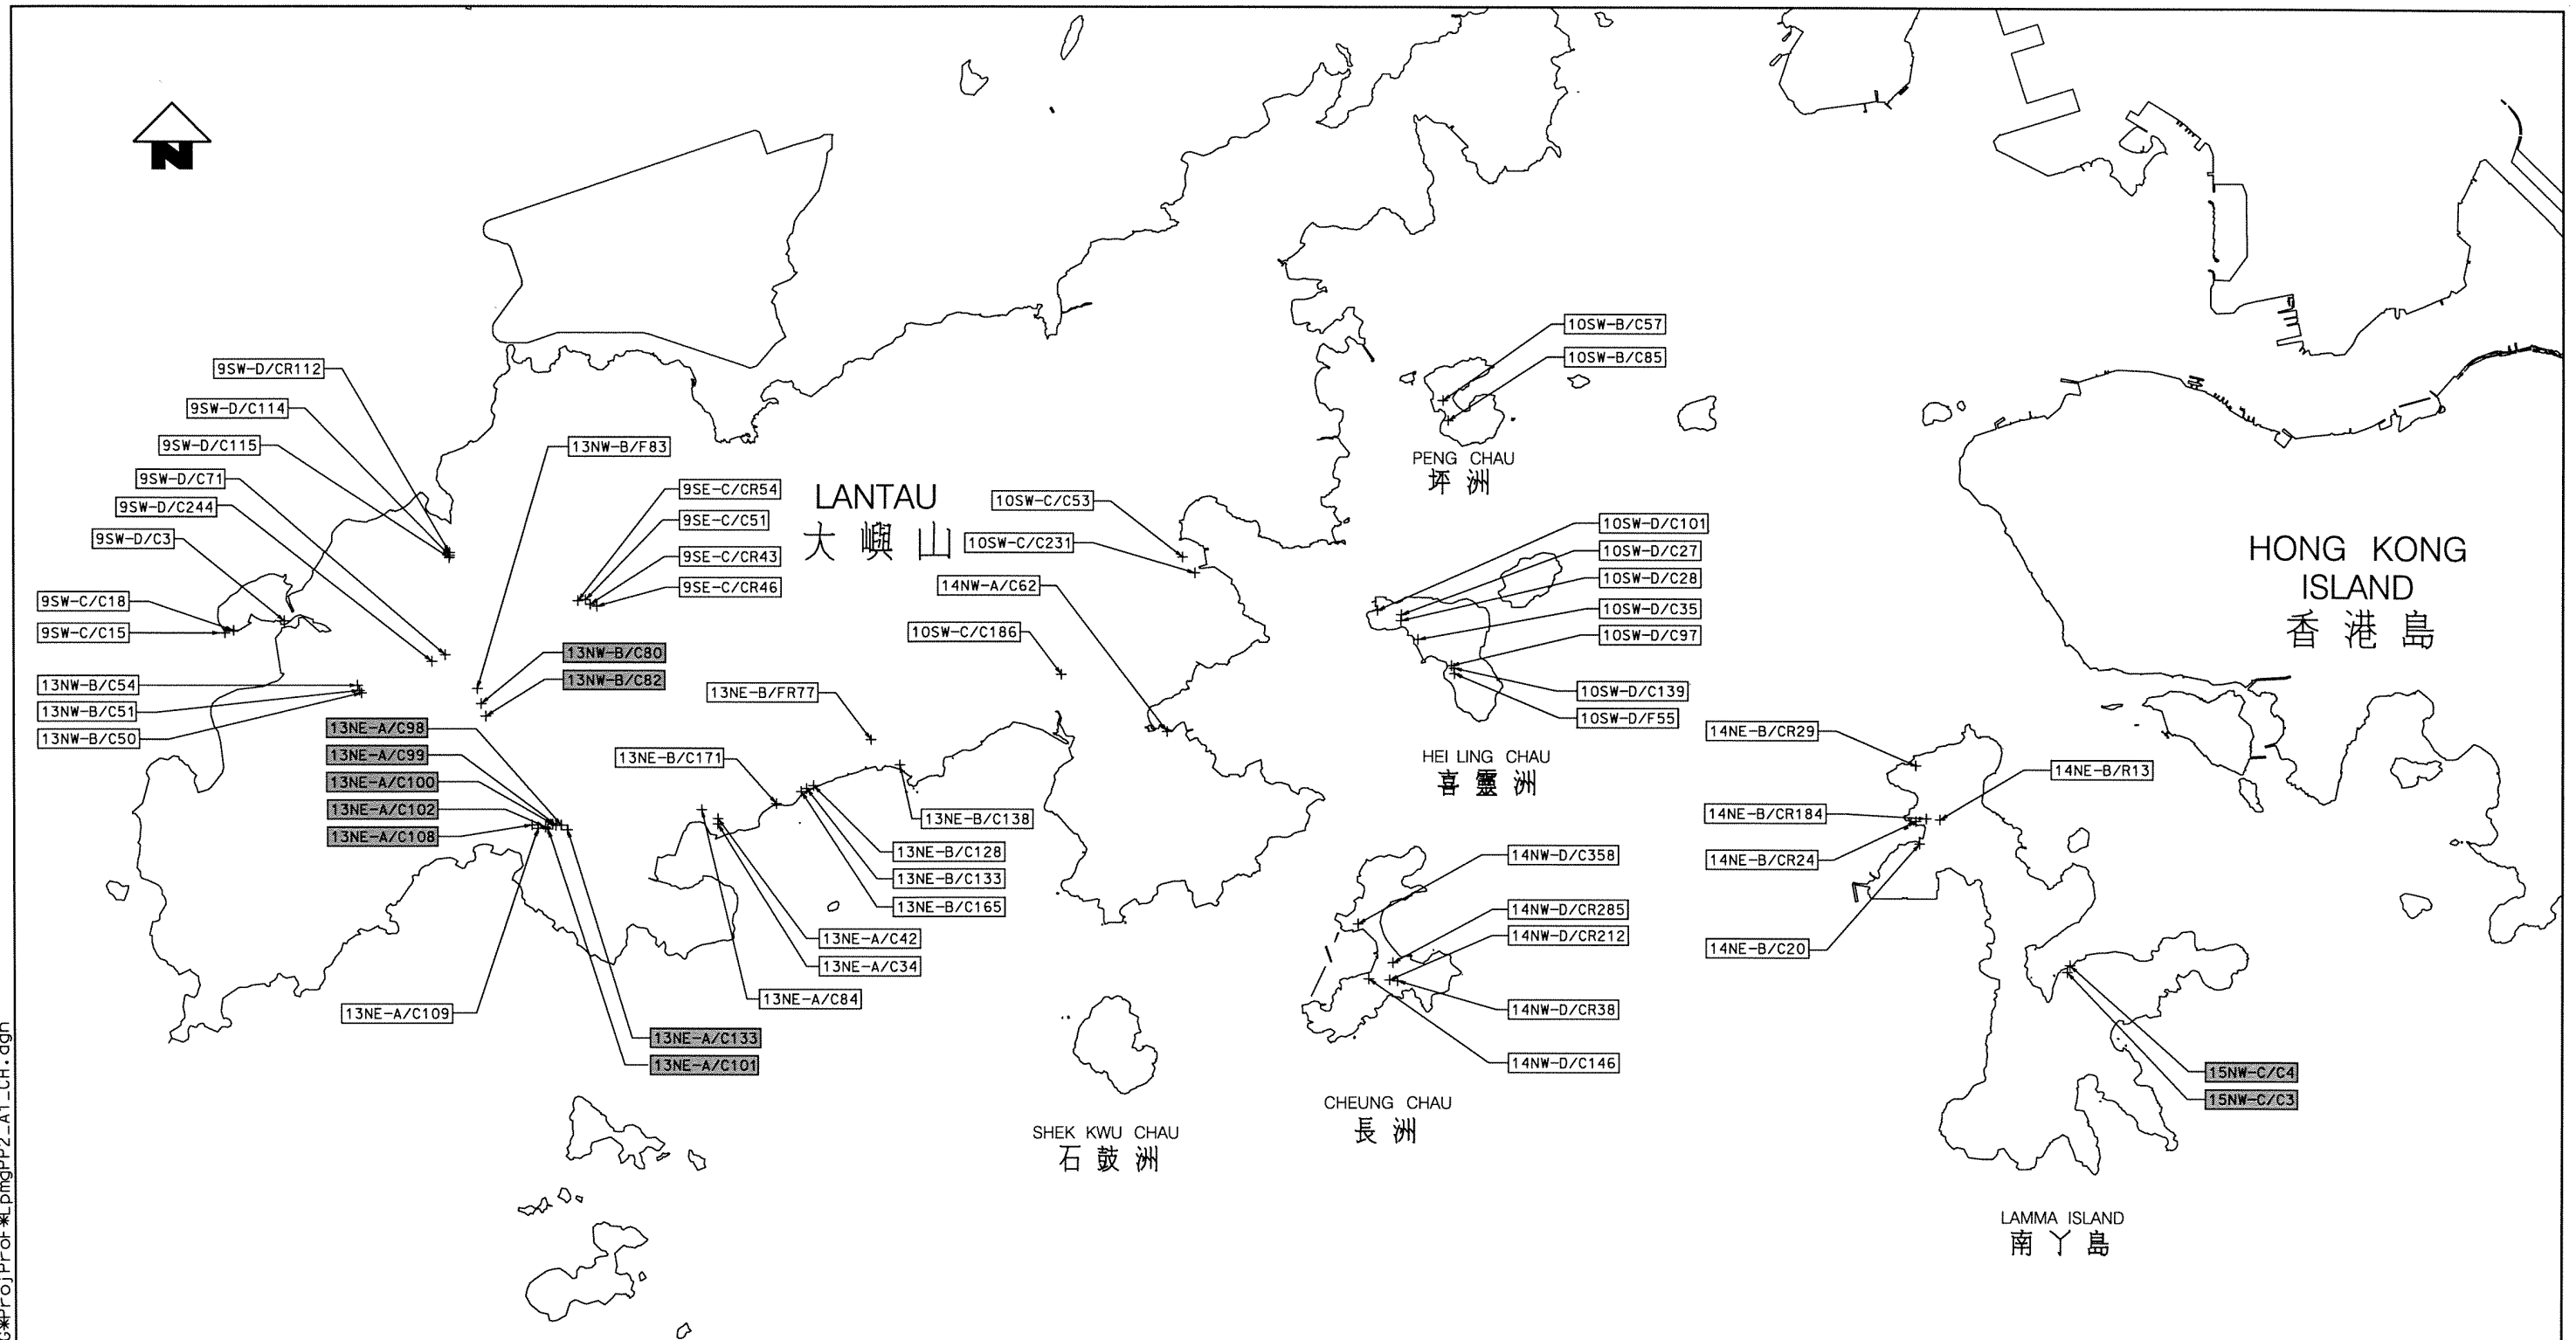 N
10SW-B/C57
10SW-B/C85
9SW-D/CR112
9SW-D/C114
9SW-D/C115
9SW-D/C71
9SW-D/C244
9SW-D/C3
9SW-C/C18
9SW-C/C15
13NW-B/F83
9SE-C/CR54
9SE-C/C51
9SE-C/CR43
9SE-C/CR46
LANTAU
大嶼山
10SW-C/C53
10SW-C/C231
14NW-A/C62
10SW-C/C186
PENG CHAU
坪洲
10SW-D/C101
10SW-D/C27
10SW-D/C28
10SW-D/C35
10SW-D/C97
10SW-D/C139
10SW-D/F55
HEI LING CHAU
喜靈洲
HONG KONG
ISLAND
香港島
13NW-B/C54
13NW-B/C51
13NW-B/C50
13NW-B/C80
13NW-B/C82
13NE-A/C98
13NE-A/C99
13NE-A/C100
13NE-A/C102
13NE-A/C108
13NE-B/FR77
13NE-B/C171
13NE-B/C138
13NE-B/C128
13NE-B/C133
13NE-B/C165
13NE-A/C42
13NE-A/C34
13NE-A/C84
13NE-A/C109
13NE-A/C133
13NE-A/C101
14NE-B/CR29
14NE-B/R13
14NE-B/CR184
14NE-B/CR24
14NE-B/C20
14NW-D/C358
14NW-D/CR285
14NW-D/CR212
14NW-D/CR38
14NW-D/C146
15NW-C/C4
15NW-C/C3
SHEK KWU CHAU
石鼓洲
CHEUNG CHAU
長洲
LAMMA ISLAND
南丫島